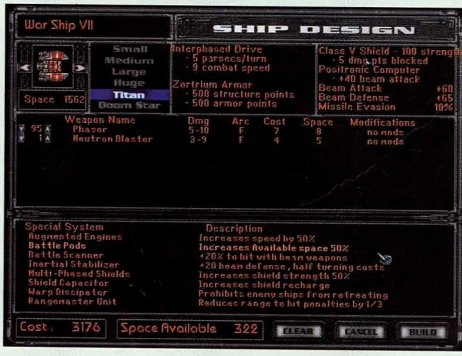 War Ship VII
SHIP DESIGN
Small
Medium
Large
Huge
Titan
Doom Star
Space 1562
Interphased Drive
· 5 parsecs/turn
· 9 combat speed
Zortrium Armor
· 500 structure points
· 500 armor points
Class V Shield - 100 strength
· 5 dmg pts blocked
Positronic Computer
· +40 beam attack
Beam Attack +60
Beam Defense +65
Missile Evasion 10%
Weapon Name Dmg Arc Cost Space Modifications
95 Phasor 5-10 F 7 8 no mods
1 Neutron Blaster 3-9 F 4 5 no mods
Special System Description
Augmented Engines Increases speed by 50%
Battle Pods Increases Available space 50%
Battle Scanner +20% to hit with beam weapons
Inertial Stabilizer +20 beam defense, half turning costs
Multi-Phased Shields Increases shield strength 50%
Shield Capacitor Increases shield recharge
Warp Dissipator Prohibits enemy ships from retreating
Rangemaster Unit Reduces range to hit penalties by 1/3
Cost: 3176 Space Available 322 CLEAR CANCEL BUILD